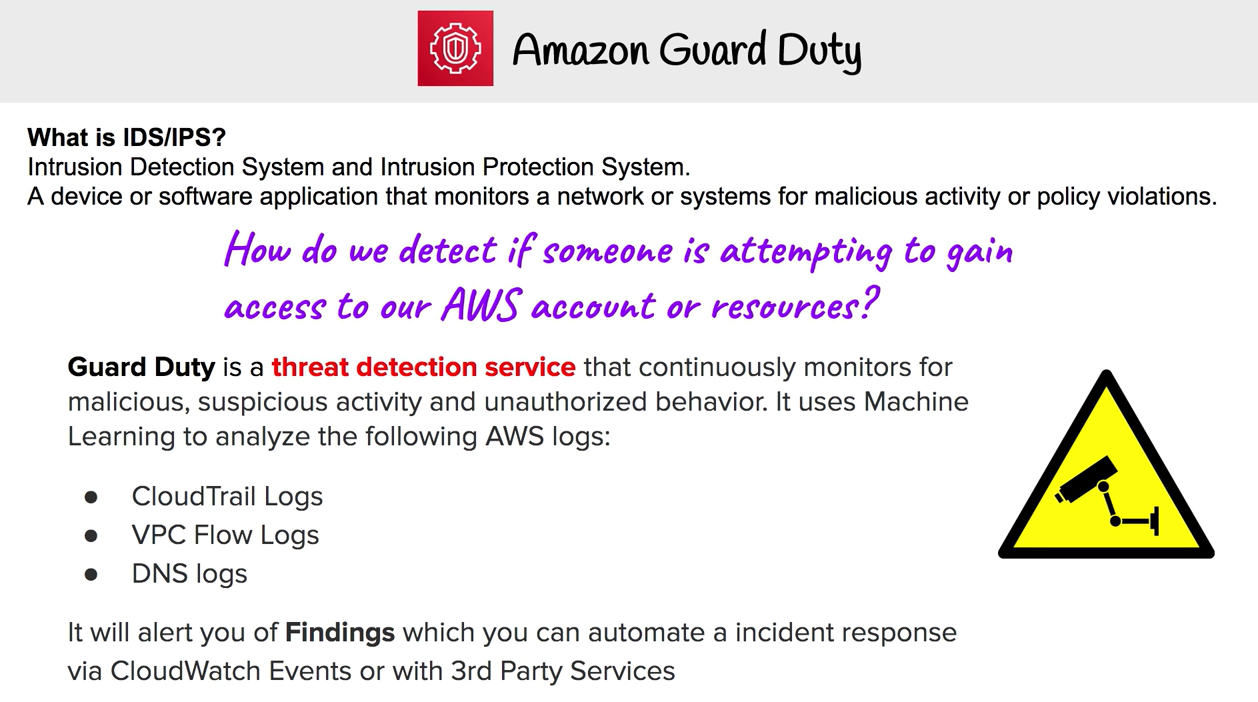 Amazon Guard Duty
What is IDS/IPS?
Intrusion Detection System and Intrusion Protection System.
A device or software application that monitors a network or systems for malicious activity or policy violations.
How do we detect if someone is attempting to gain
access to our AWS account or resources?
Guard Duty is a threat detection service that continuously monitors for
malicious, suspicious activity and unauthorized behavior. It uses Machine
Learning to analyze the following AWS logs:
● CloudTrail Logs
● VPC Flow Logs
● DNS logs
It will alert you of Findings which you can automate a incident response
via CloudWatch Events or with 3rd Party Services